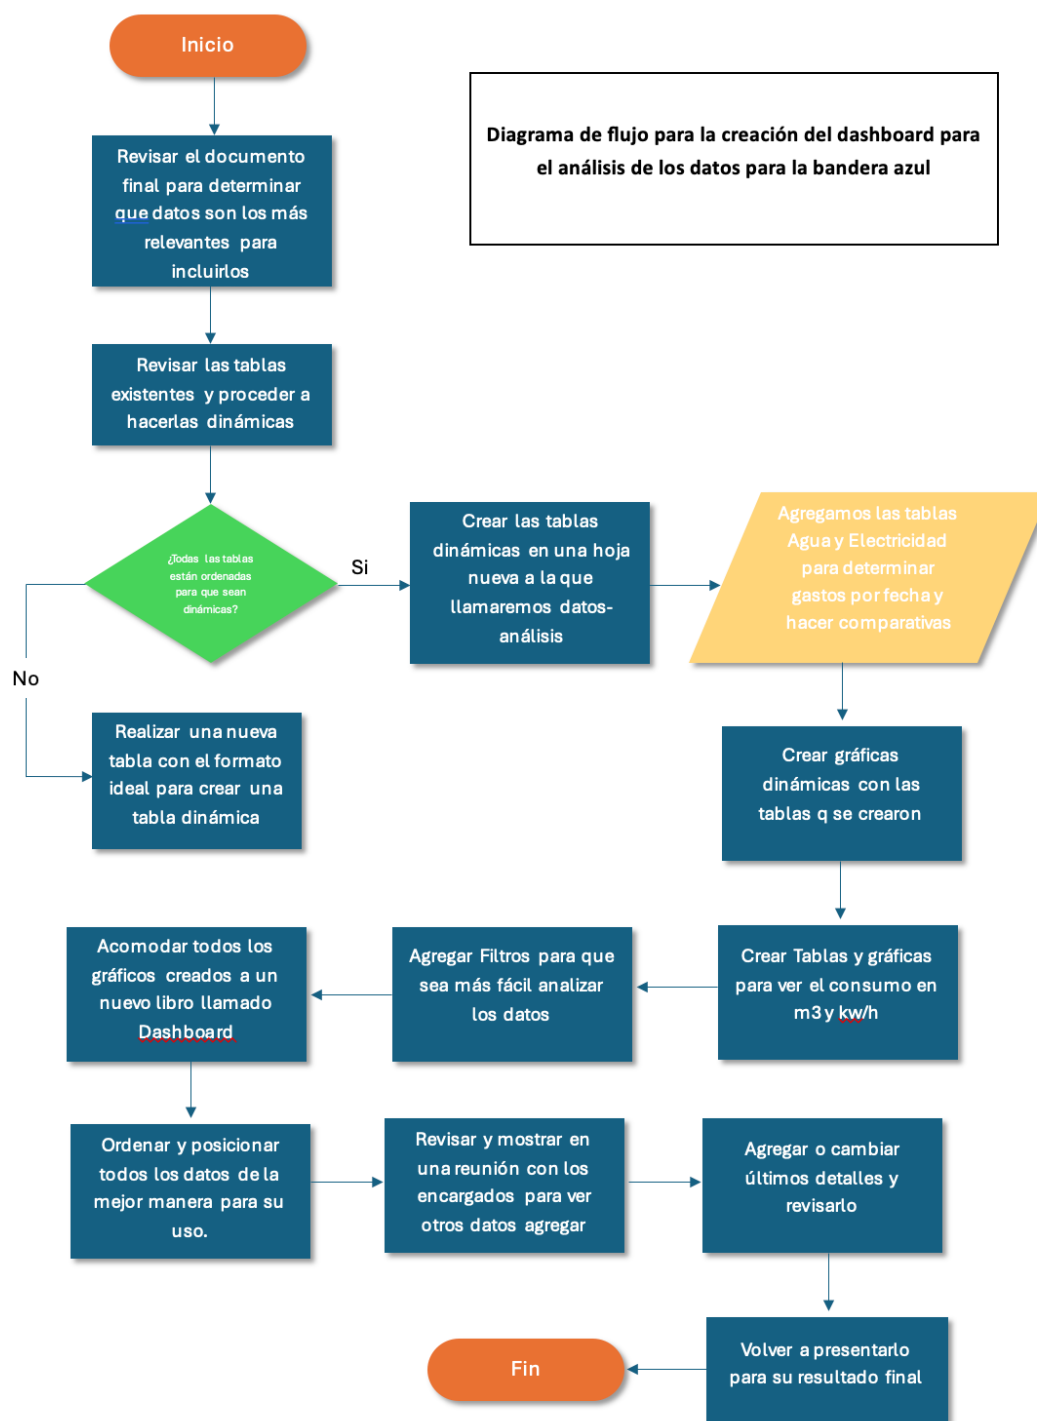 Inicio
Diagrama de flujo para la creación del dashboard para
el análisis de los datos para la bandera azul
Revisar el documento
final para determinar
que datos son los más
relevantes para
incluirlos
Revisar las tablas
existentes y proceder a
hacerlas dinámicas
¿Todas las tablas
están ordenadas
para que sean
dinámicas?
Si
Crear las tablas
dinámicas en una hoja
nueva a la que
llamaremos datos-
análisis
Agregamos las tablas
Agua y Electricidad
para determinar
gastos por fecha y
hacer comparativas
No
Realizar una nueva
tabla con el formato
ideal para crear una
tabla dinámica
Crear gráficas
dinámicas con las
tablas q se crearon
Crear Tablas y gráficas
para ver el consumo en
m3 y kw/h
Agregar Filtros para que
sea más fácil analizar
los datos
Acomodar todos los
gráficos creados a un
nuevo libro llamado
Dashboard
Ordenar y posicionar
todos los datos de la
mejor manera para su
uso.
Revisar y mostrar en
una reunión con los
encargados para ver
otros datos agregar
Agregar o cambiar
últimos detalles y
revisarlo
Volver a presentarlo
para su resultado final
Fin